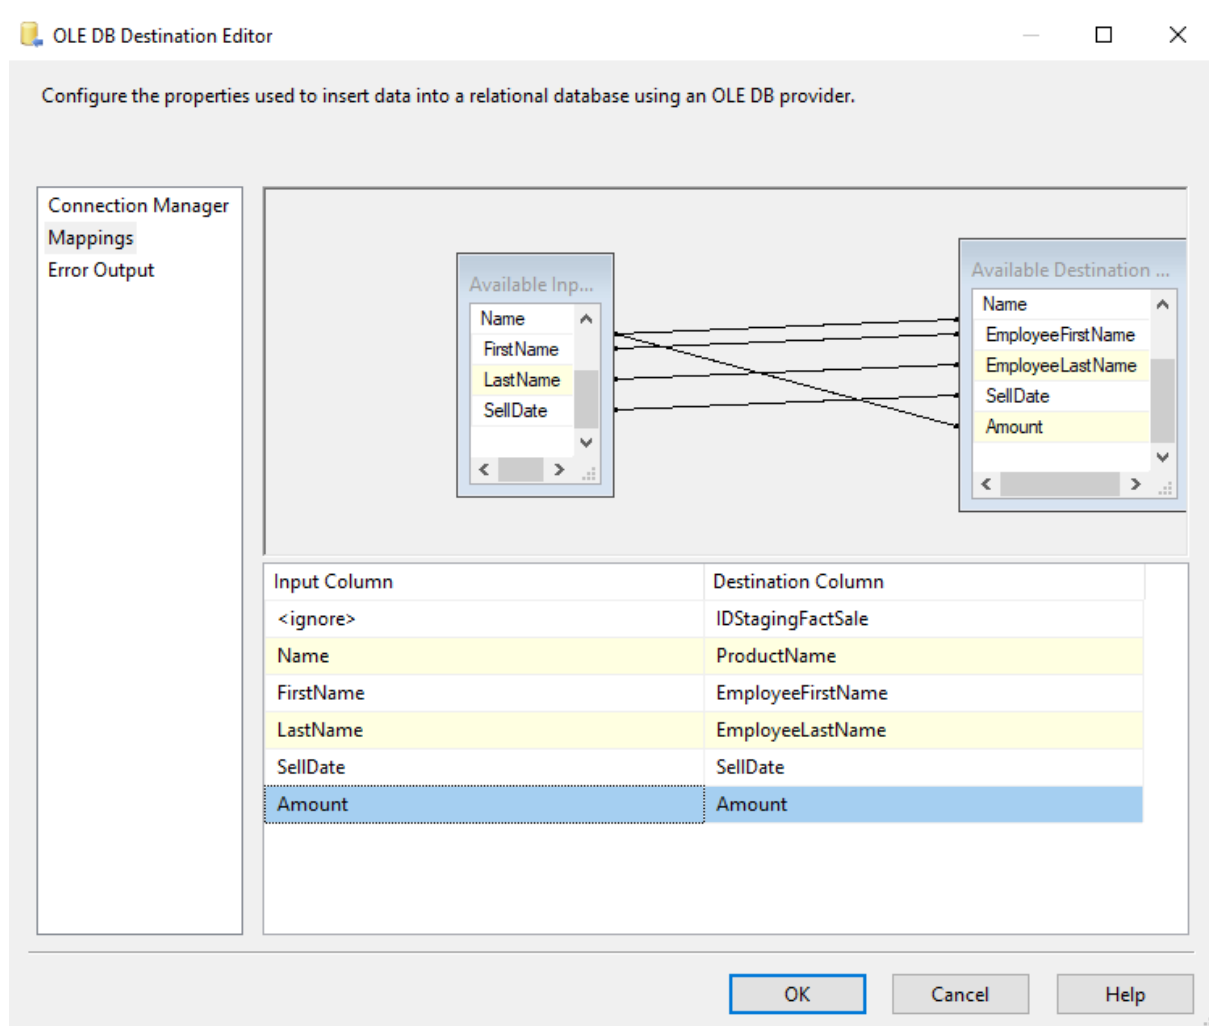 OLE DB Destination Editor
Configure the properties used to insert data into a relational database using an OLE DB provider.
Connection Manager
Mappings
Error Output
Available Inp...
Name
FirstName
LastName
SellDate
Available Destination ...
Name
EmployeeFirstName
EmployeeLastName
SellDate
Amount
Input Column Destination Column
<ignore> IDStagingFactSale
Name ProductName
FirstName EmployeeFirstName
LastName EmployeeLastName
SellDate SellDate
Amount Amount
OK Cancel Help